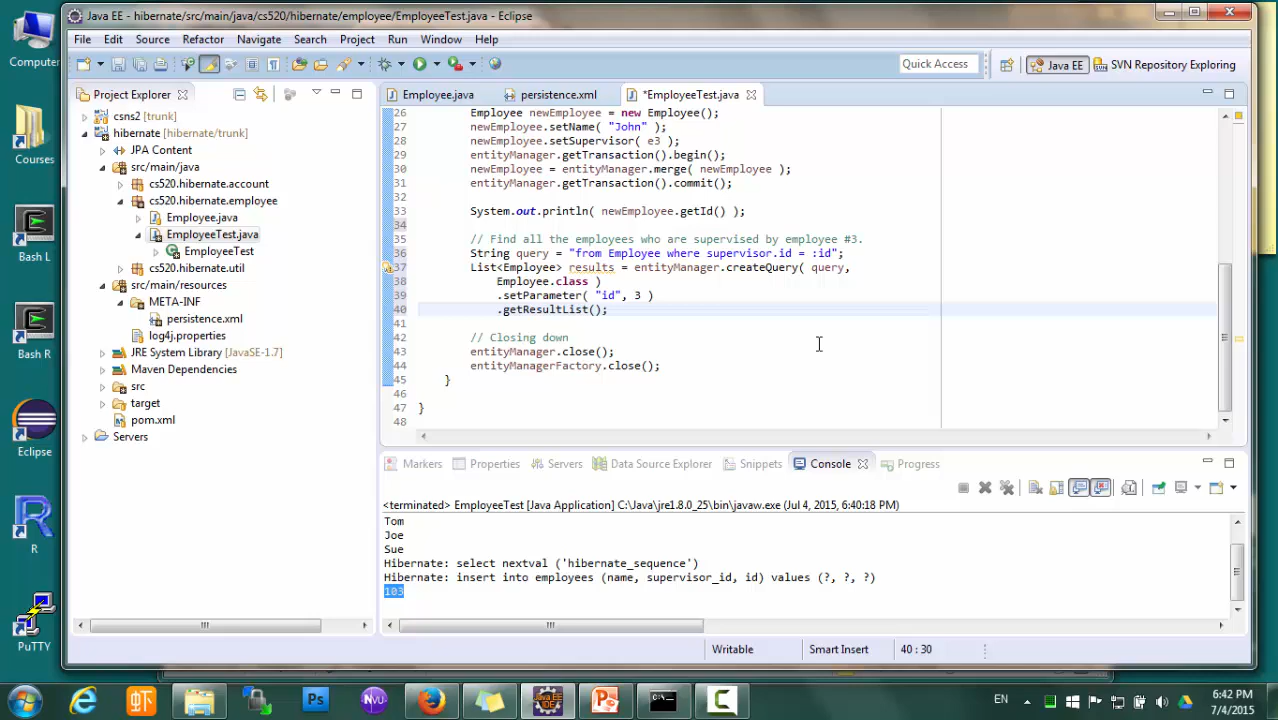 Java EE - hibernate/src/main/java/cs520/hibernate/employee/EmployeeTest.java - Eclipse
File Edit Source Refactor Navigate Search Project Run Window Help
Quick Access Java EE SVN Repository Exploring
Project Explorer
csns2 [trunk]
hibernate [hibernate/trunk]
JPA Content
src/main/java
cs520.hibernate.account
cs520.hibernate.employee
Employee.java
EmployeeTest.java
EmployeeTest
cs520.hibernate.util
src/main/resources
META-INF
persistence.xml
log4j.properties
JRE System Library [JavaSE-1.7]
Maven Dependencies
src
target
pom.xml
Servers
Employee.java persistence.xml *EmployeeTest.java
26 Employee newEmployee = new Employee();
27 newEmployee.setName( "John" );
28 newEmployee.setSupervisor( e3 );
29 entityManager.getTransaction().begin();
30 newEmployee = entityManager.merge( newEmployee );
31 entityManager.getTransaction().commit();
32
33 System.out.println( newEmployee.getId() );
34
35 // Find all the employees who are supervised by employee #3.
36 String query = "from Employee where supervisor.id = :id";
37 List<Employee> results = entityManager.createQuery( query,
38 Employee.class )
39 .setParameter( "id", 3 )
40 .getResultList();
41
42 // Closing down
43 entityManager.close();
44 entityManagerFactory.close();
45 }
46
47 }
48
Markers Properties Servers Data Source Explorer Snippets Console Progress
<terminated> EmployeeTest [Java Application] C:\Java\jre1.8.0_25\bin\javaw.exe (Jul 4, 2015, 6:40:18 PM)
Tom
Joe
Sue
Hibernate: select nextval ('hibernate_sequence')
Hibernate: insert into employees (name, supervisor_id, id) values (?, ?, ?)
103
Writable Smart Insert 40 : 30
Computer
Courses
Bash L
Bash R
Eclipse
R
PuTTY
EN
6:42 PM
7/4/2015